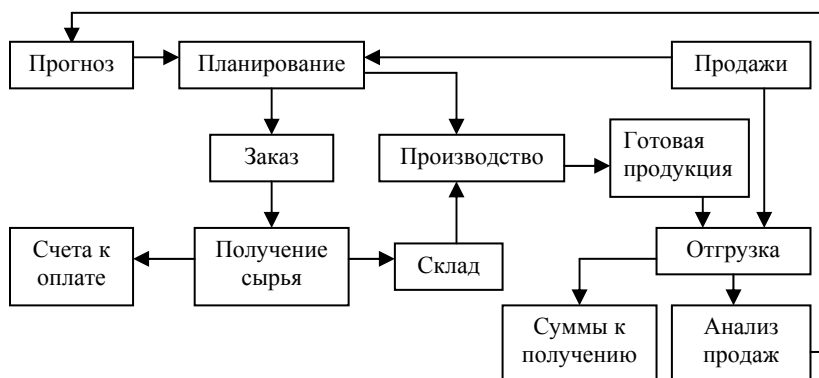 Прогноз
Планирование
Продажи
Заказ
Производство
Готовая
продукция
Счета к
оплате
Получение
сырья
Склад
Отгрузка
Суммы к
получению
Анализ
продаж